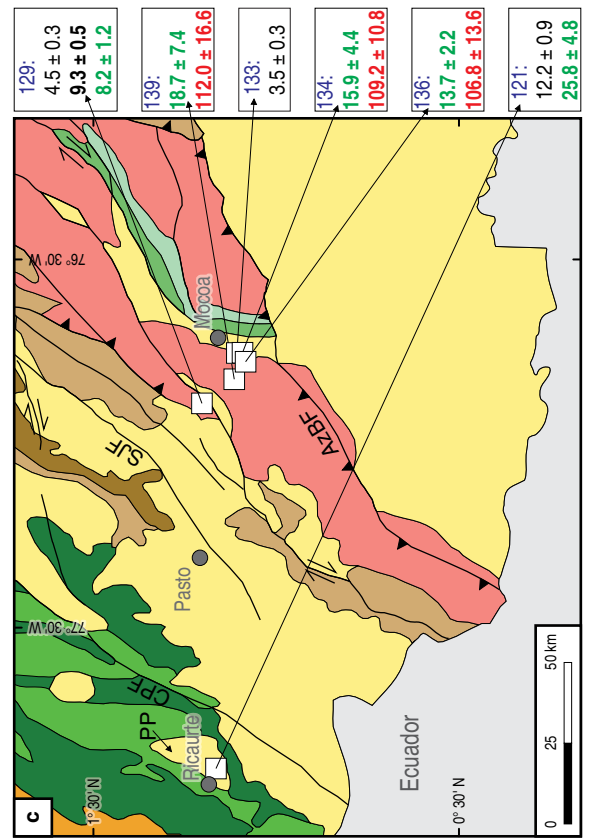 c
129:
4.5 ± 0.3
9.3 ± 0.5
8.2 ± 1.2
139:
18.7 ± 7.4
112.0 ± 16.6
133:
3.5 ± 0.3
134:
15.9 ± 4.4
109.2 ± 10.8
136:
13.7 ± 2.2
106.8 ± 13.6
121:
12.2 ± 0.9
25.8 ± 4.8
77° 30' W
76° 30' W
1° 30' N
0° 30' N
PP
CPF
SJF
AzBF
Ricaurte
Pasto
Mocoa
Ecuador
0
25
50 km